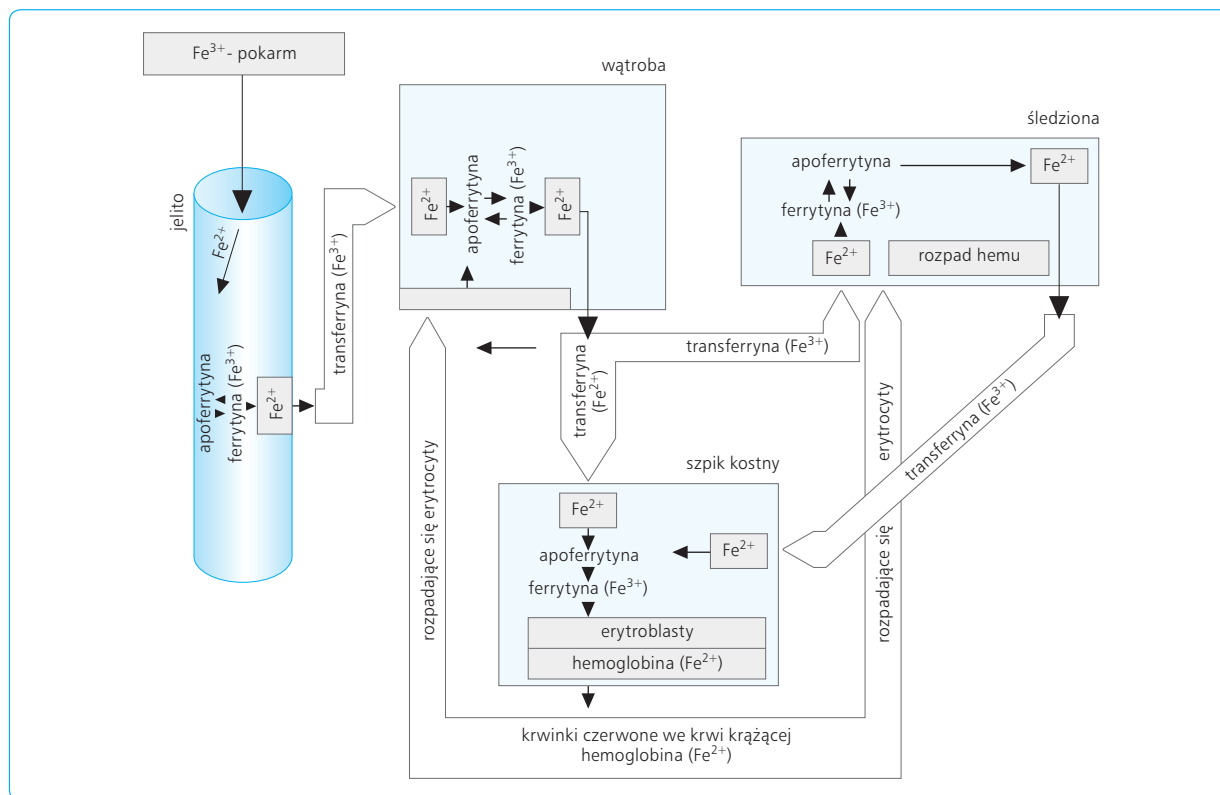 Fe³⁺- pokarm
jelito
Fe²⁺
apoferrytyna
ferrytyna (Fe³⁺)
Fe²⁺
transferryna (Fe³⁺)
wątroba
Fe²⁺
apoferrytyna
ferrytyna (Fe³⁺)
Fe²⁺
śledziona
apoferrytyna
Fe²⁺
ferrytyna (Fe³⁺)
Fe²⁺
rozpad hemu
transferryna (Fe³⁺)
transferryna
(Fe²⁺)
transferryna (Fe³⁺)
szpik kostny
Fe²⁺
apoferrytyna
Fe²⁺
ferrytyna (Fe³⁺)
erytroblasty
hemoglobina (Fe²⁺)
rozpadające się erytrocyty
rozpadające się erytrocyty
krwinki czerwone we krwi krążącej
hemoglobina (Fe²⁺)